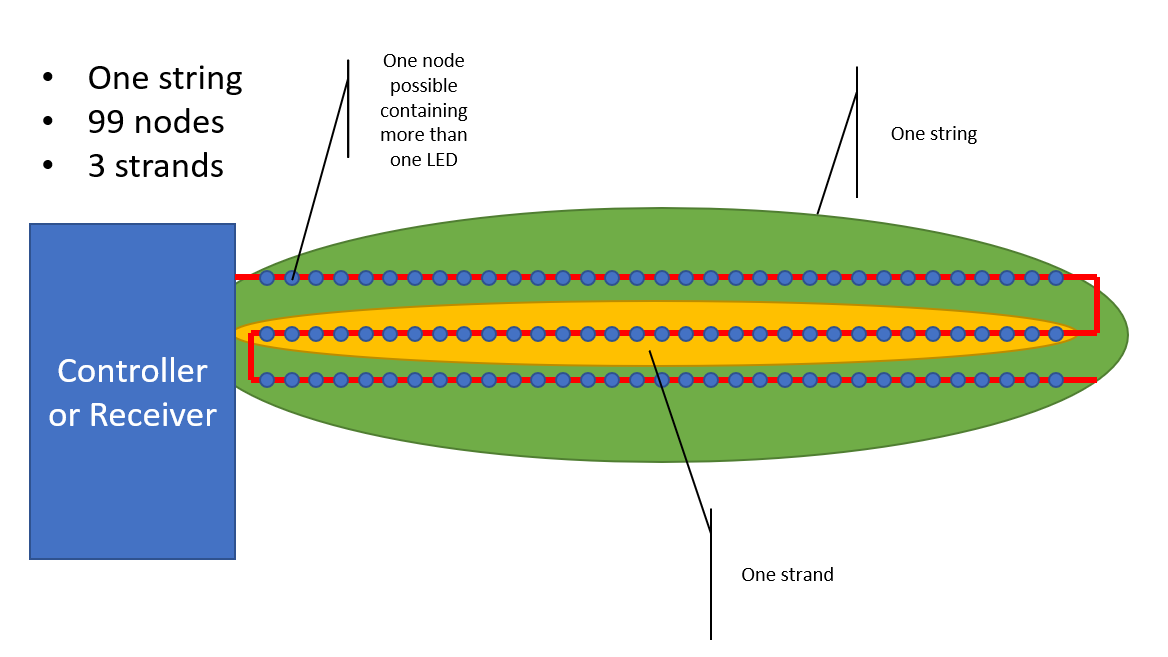 • One string
• 99 nodes
• 3 strands
One node
possible
containing
more than
one LED
One string
Controller
or Receiver
One strand